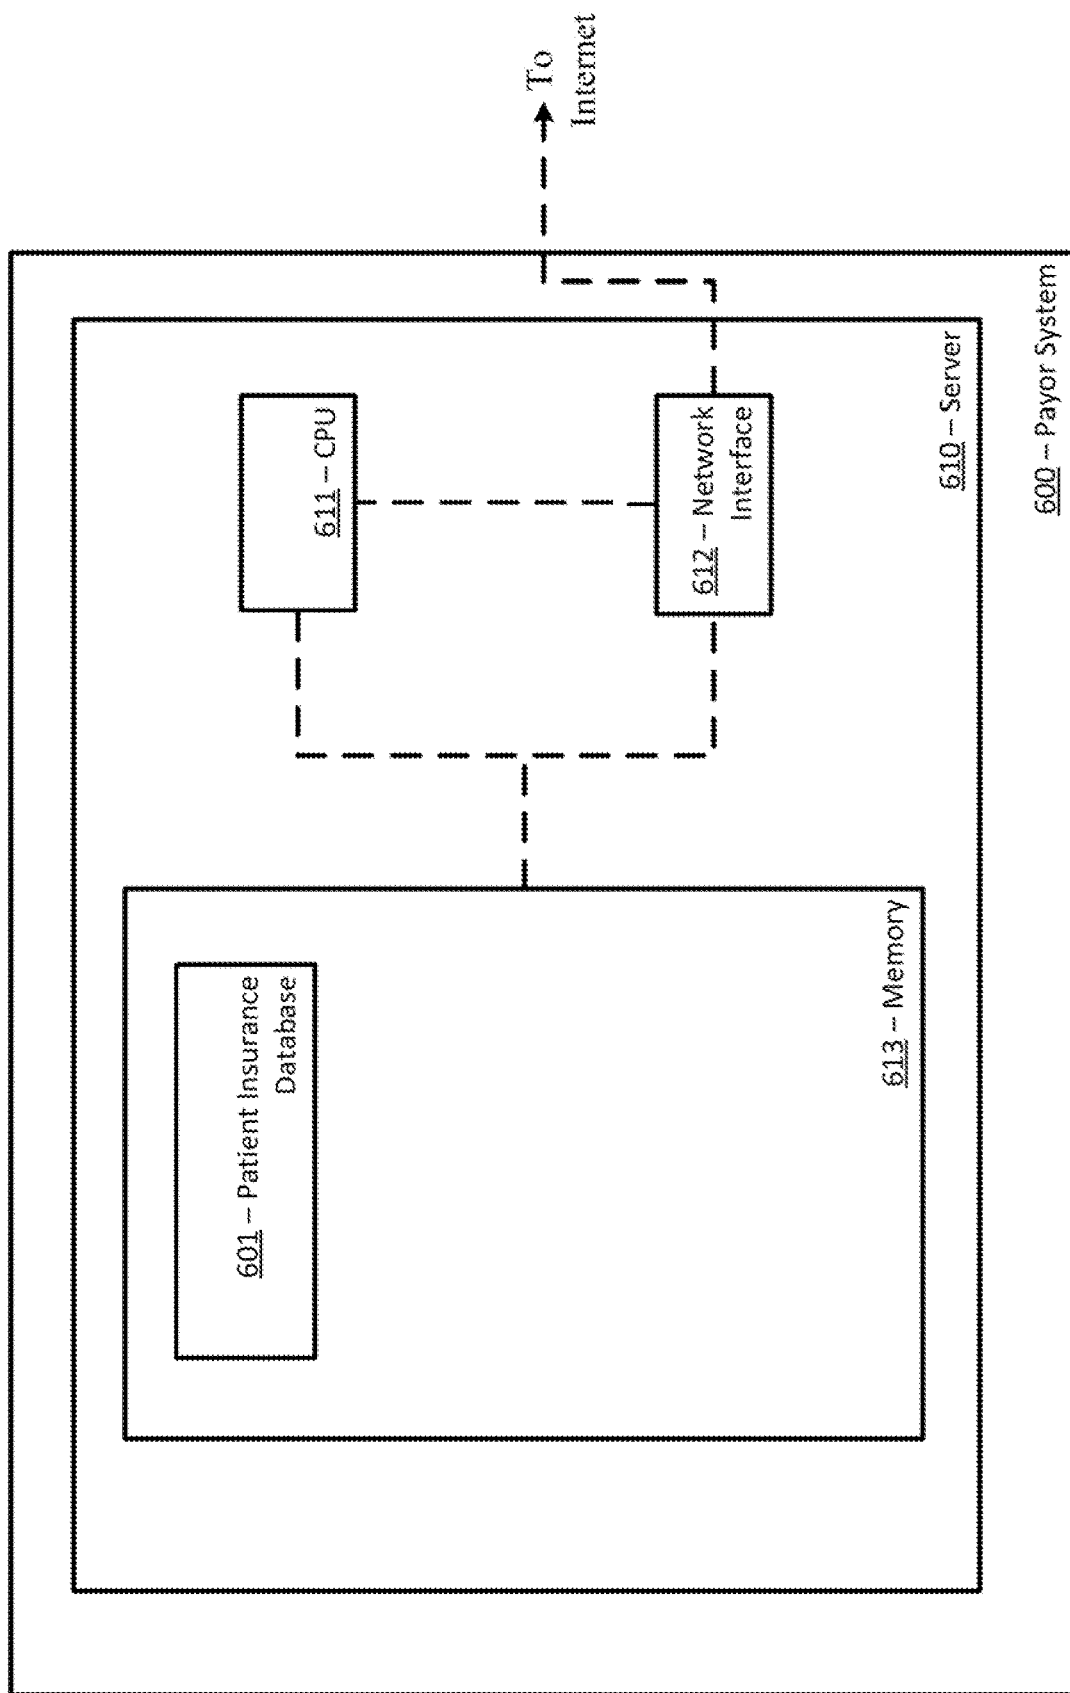 To
Internet
611 – CPU
612 – Network
Interface
601 – Patient Insurance
Database
613 – Memory
610 – Server
600 – Payor System